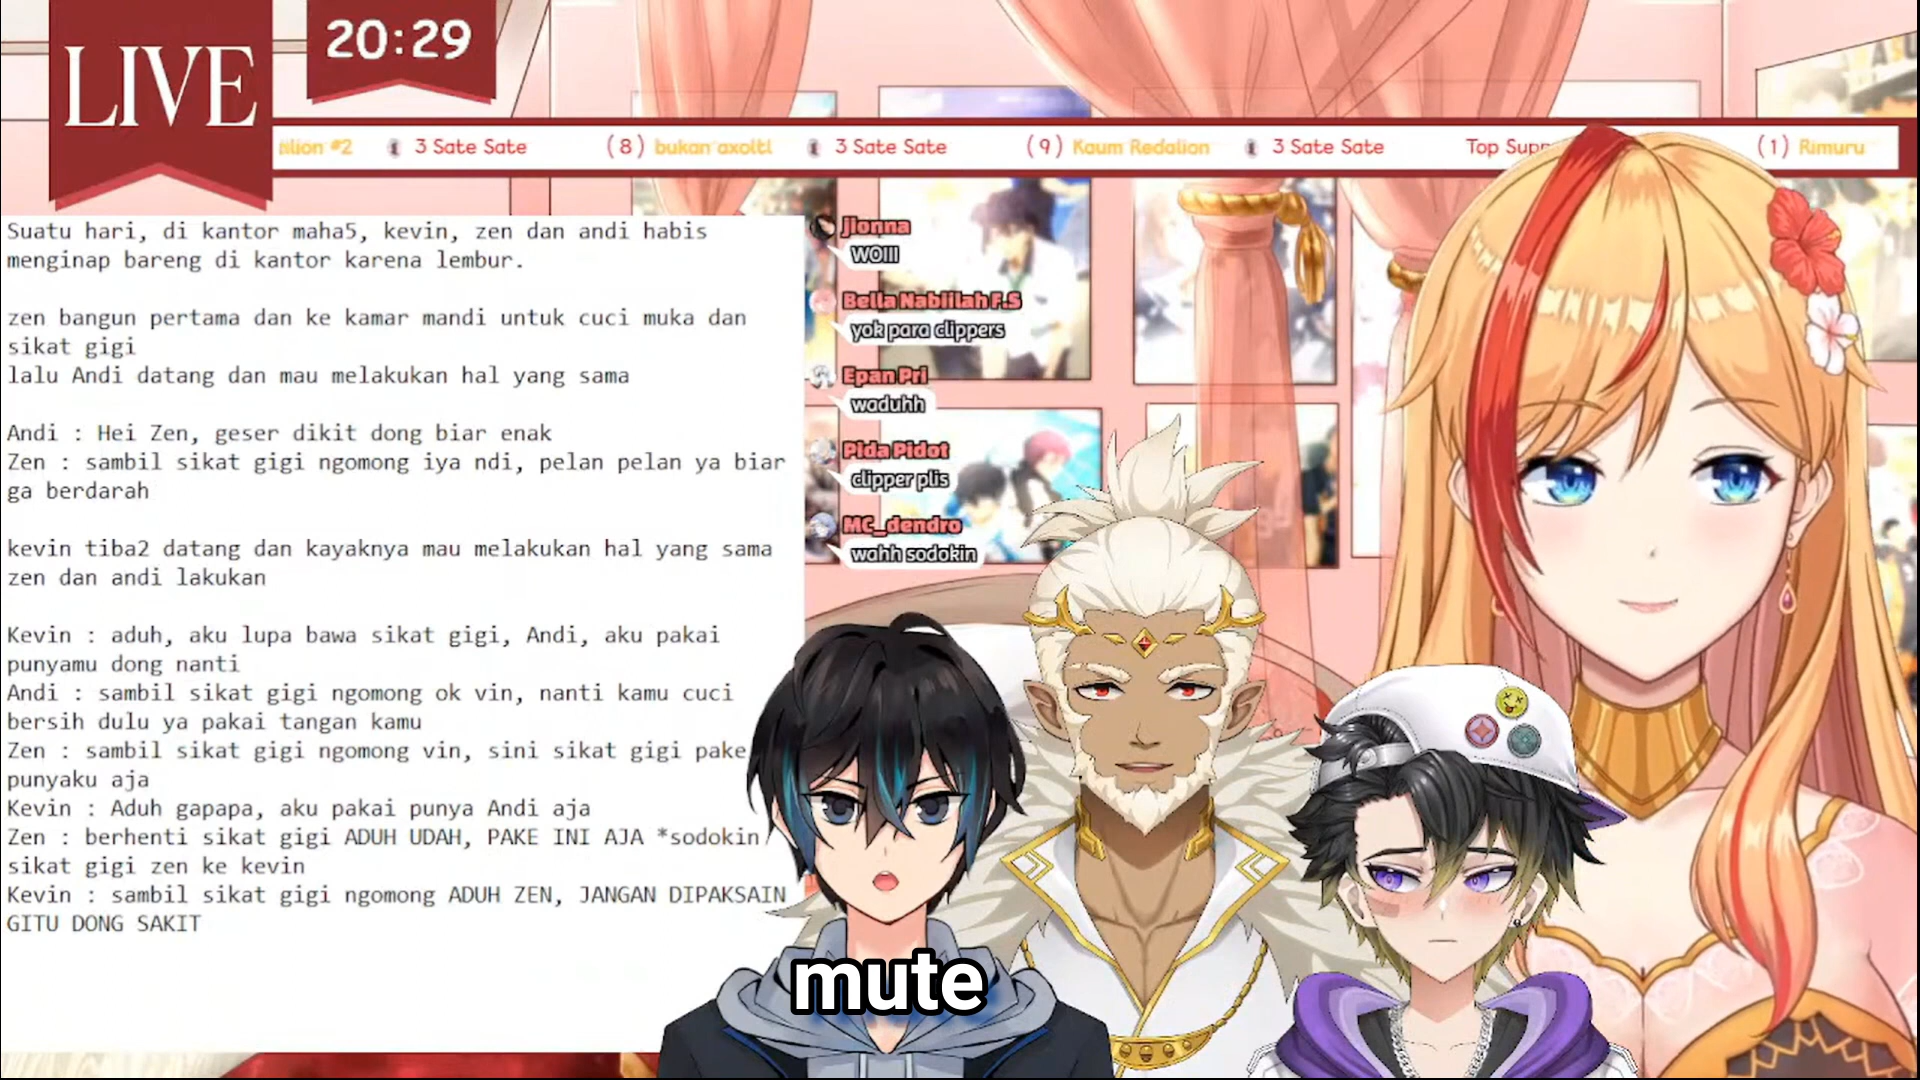 LIVE
20:29
#2 3 Sate Sate (8) bukan axoltl 3 Sate Sate (9) Kaum Redalion 3 Sate Sate Top (1) Rimuru
Suatu hari, di kantor maha5, kevin, zen dan andi habis
menginap bareng di kantor karena lembur.
zen bangun pertama dan ke kamar mandi untuk cuci muka dan
sikat gigi
lalu Andi datang dan mau melakukan hal yang sama
Andi : Hei Zen, geser dikit dong biar enak
Zen : sambil sikat gigi ngomong iya ndi, pelan pelan ya biar
ga berdarah
kevin tiba2 datang dan kayaknya mau melakukan hal yang sama
zen dan andi lakukan
Kevin : aduh, aku lupa bawa sikat gigi, Andi, aku pakai
punyamu dong nanti
Andi : sambil sikat gigi ngomong ok vin, nanti kamu cuci
bersih dulu ya pakai tangan kamu
Zen : sambil sikat gigi ngomong vin, sini sikat gigi pake
punyaku aja
Kevin : Aduh gapapa, aku pakai punya Andi aja
Zen : berhenti sikat gigi ADUH UDAH, PAKE INI AJA *sodokin
sikat gigi zen ke kevin
Kevin : sambil sikat gigi ngomong ADUH ZEN, JANGAN DIPAKSAIN
GITU DONG SAKIT
Jionna
WOIII
Bella Nabiilah F.S
yok para clippers
Epan Pri
waduhh
Pida Pidot
clipper plis
MC_dendro
wahh sodokin
mute